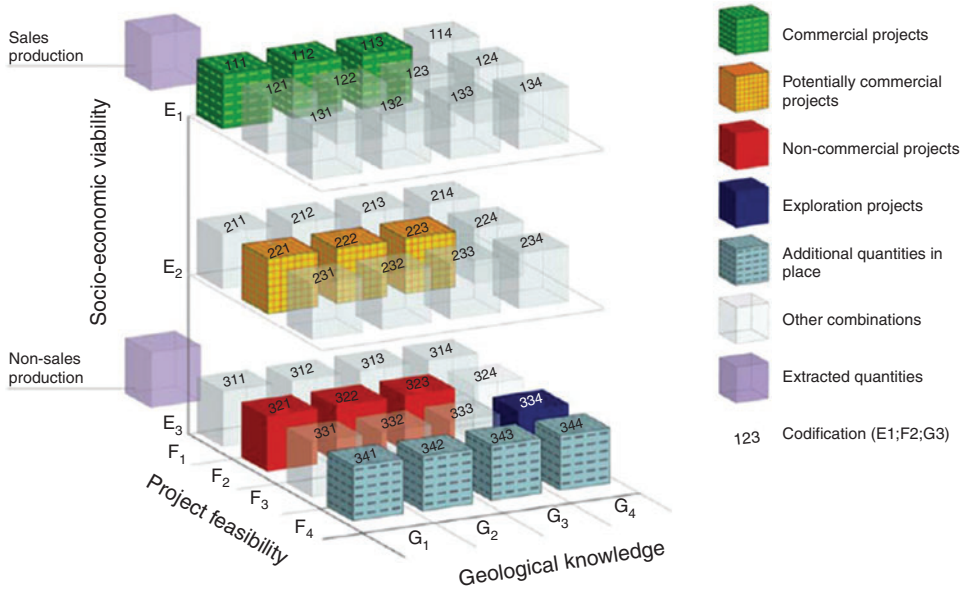 Sales
production
Socio-economic viability
E1
111
112
113
114
121
122
123
124
131
132
133
134
E2
211
212
213
214
221
222
223
224
231
232
233
234
Non-sales
production
E3
311
312
313
314
321
322
323
324
331
332
333
334
341
342
343
344
F1
F2
F3
F4
Project feasibility
G1
G2
G3
G4
Geological knowledge
Commercial projects
Potentially commercial
projects
Non-commercial projects
Exploration projects
Additional quantities in
place
Other combinations
Extracted quantities
123 Codification (E1;F2;G3)